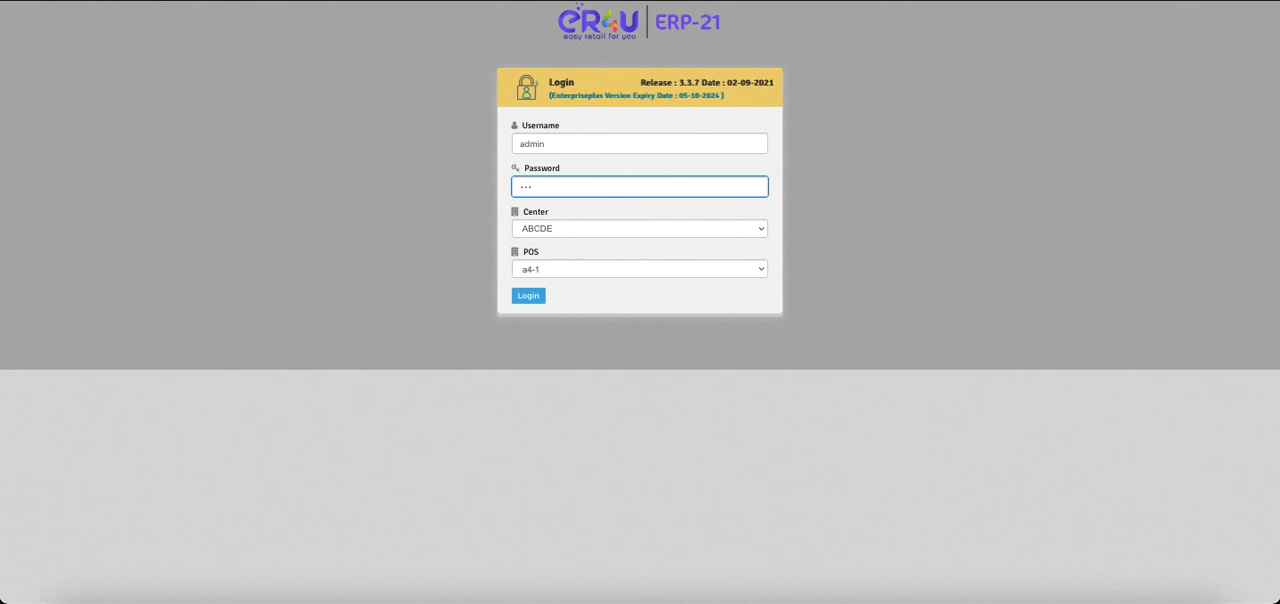 eR4U ERP-21
easy retail for you
Login Release : 3.3.7 Date : 02-09-2021
(Enterpriseplus Version Expiry Date : 05-10-2024 )
Username
admin
Password
...
Center
ABCDE
POS
a4-1
Login